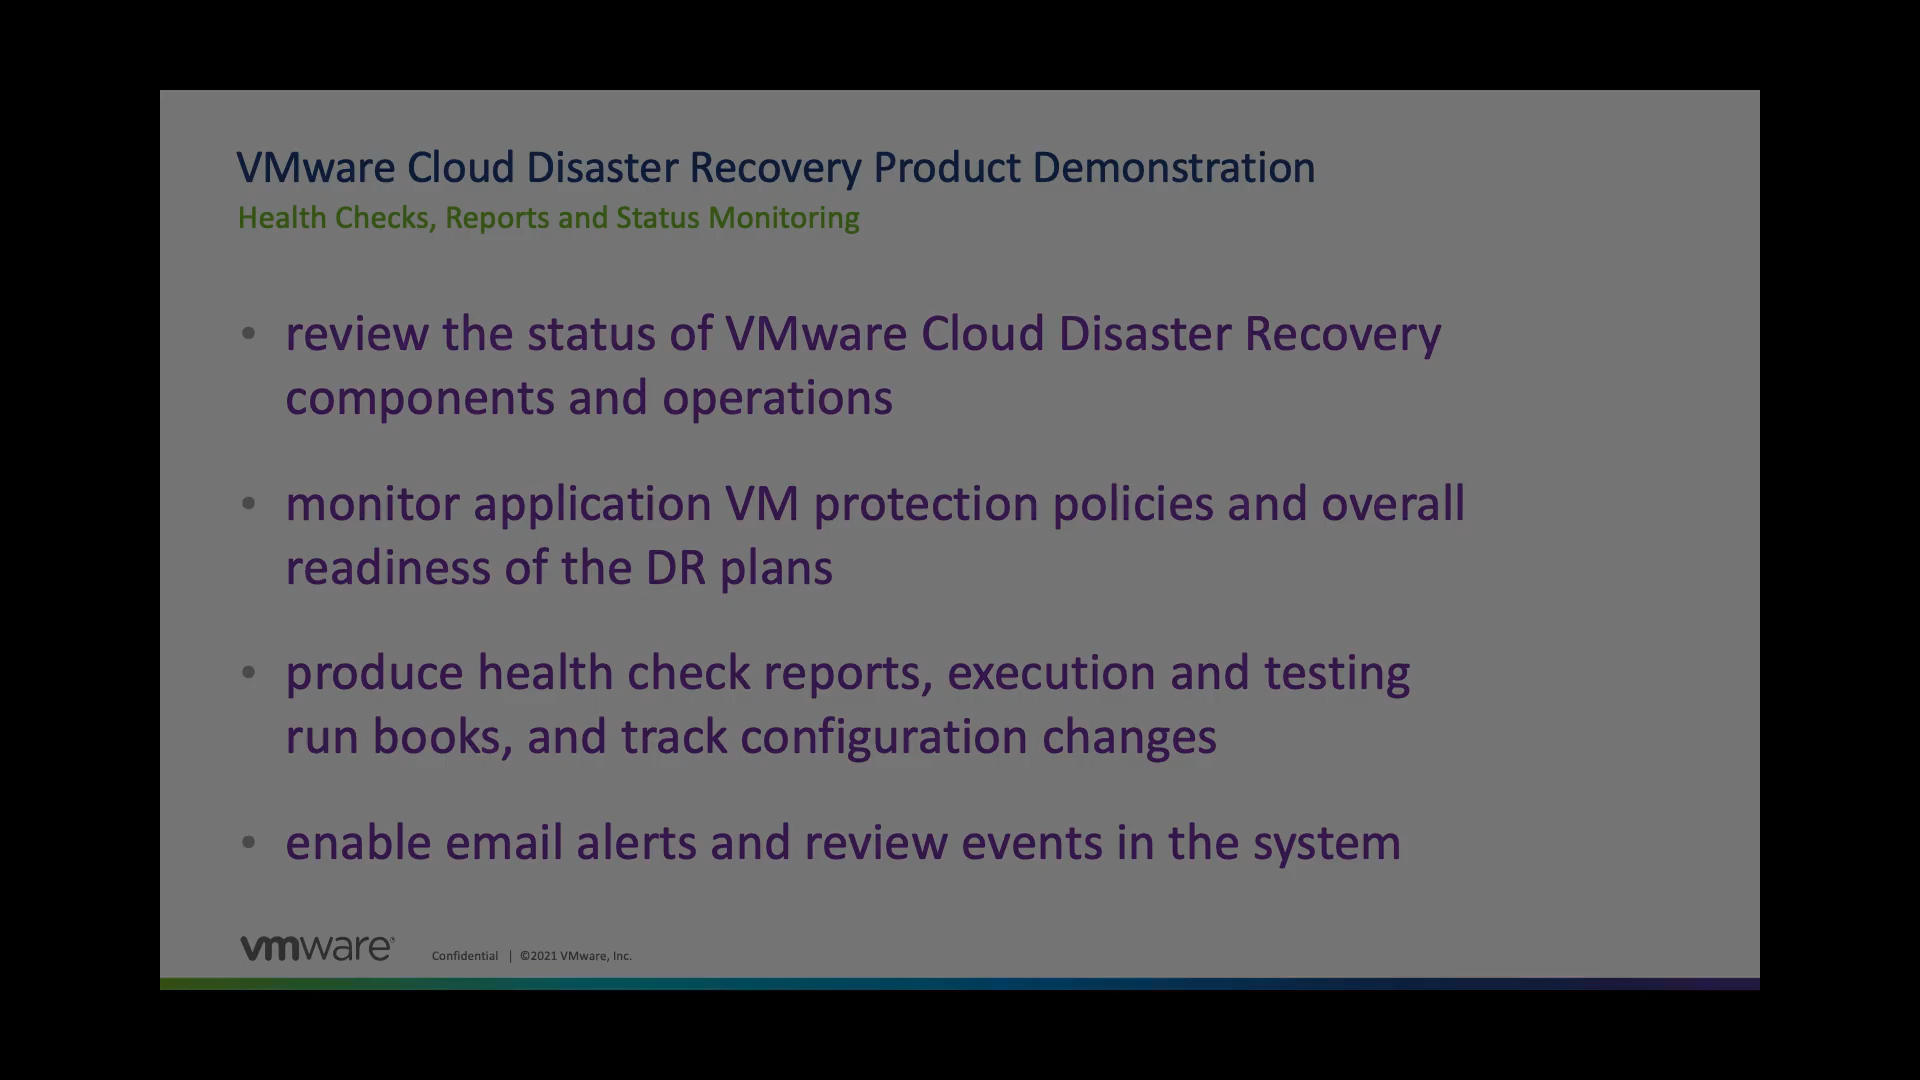 VMware Cloud Disaster Recovery Product Demonstration
Health Checks, Reports and Status Monitoring
• review the status of VMware Cloud Disaster Recovery
components and operations
• monitor application VM protection policies and overall
readiness of the DR plans
• produce health check reports, execution and testing
run books, and track configuration changes
• enable email alerts and review events in the system
vmware® Confidential | ©2021 VMware, Inc.